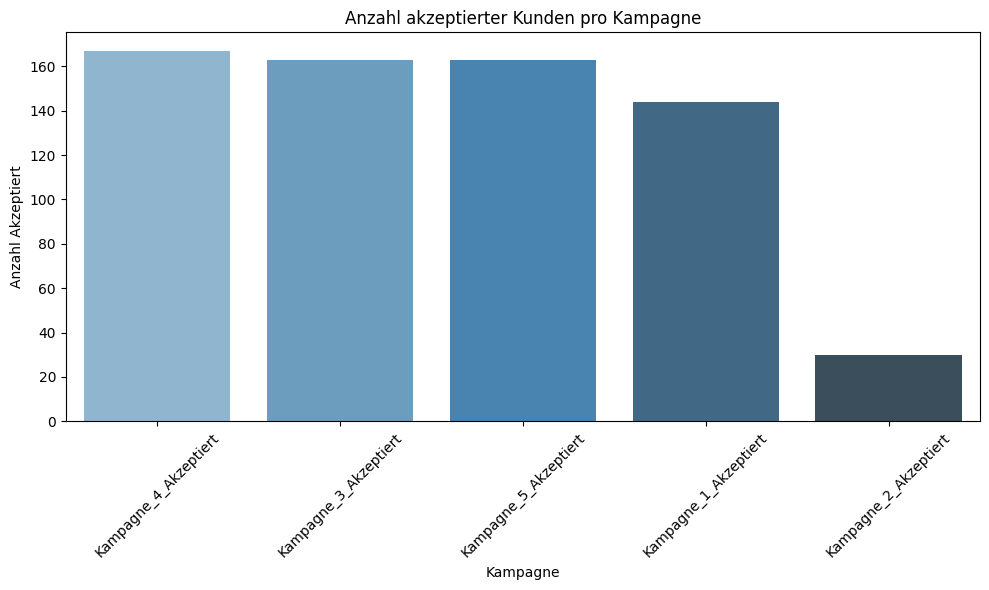 Anzahl akzeptierter Kunden pro Kampagne
Anzahl Akzeptiert
160
140
120
100
80
60
40
20
0
Kampagne_4_Akzeptiert
Kampagne_3_Akzeptiert
Kampagne_5_Akzeptiert
Kampagne_1_Akzeptiert
Kampagne_2_Akzeptiert
Kampagne